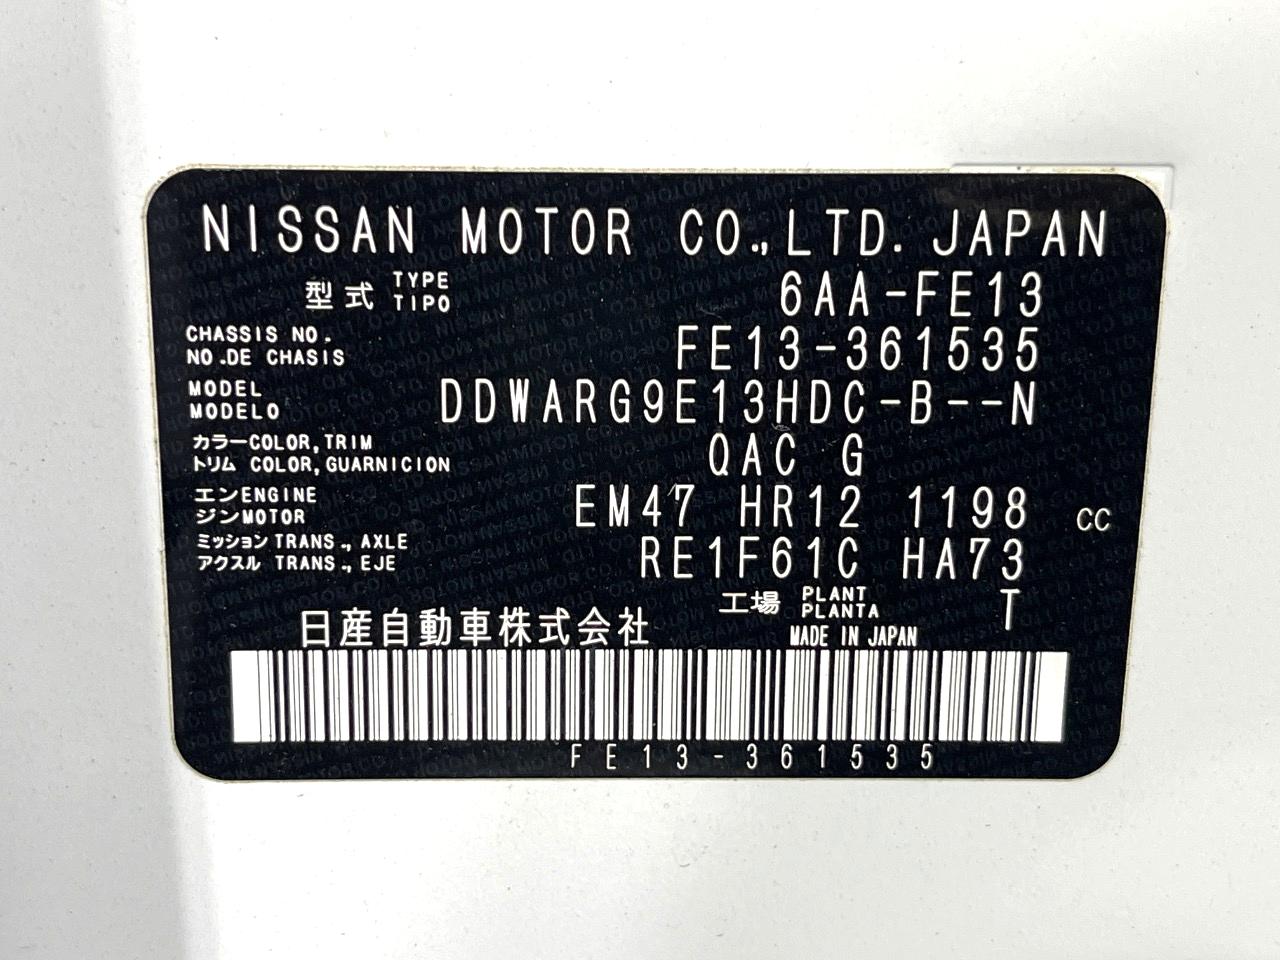 NISSAN MOTOR CO.,LTD. JAPAN
型式 TYPE TIPO 6AA-FE13
CHASSIS NO.
NO.DE CHASIS FE13-361535
MODEL
MODELO DDWARG9E13HDC-B--N
カラーCOLOR,TRIM
トリム COLOR,GUARNICION QAC G
エンENGINE
ジンMOTOR EM47 HR12 1198 CC
ミッション TRANS., AXLE
アクスル TRANS., EJE RE1F61C HA73
工場 PLANT PLANTA T
日産自動車株式会社 MADE IN JAPAN
FE13-361535